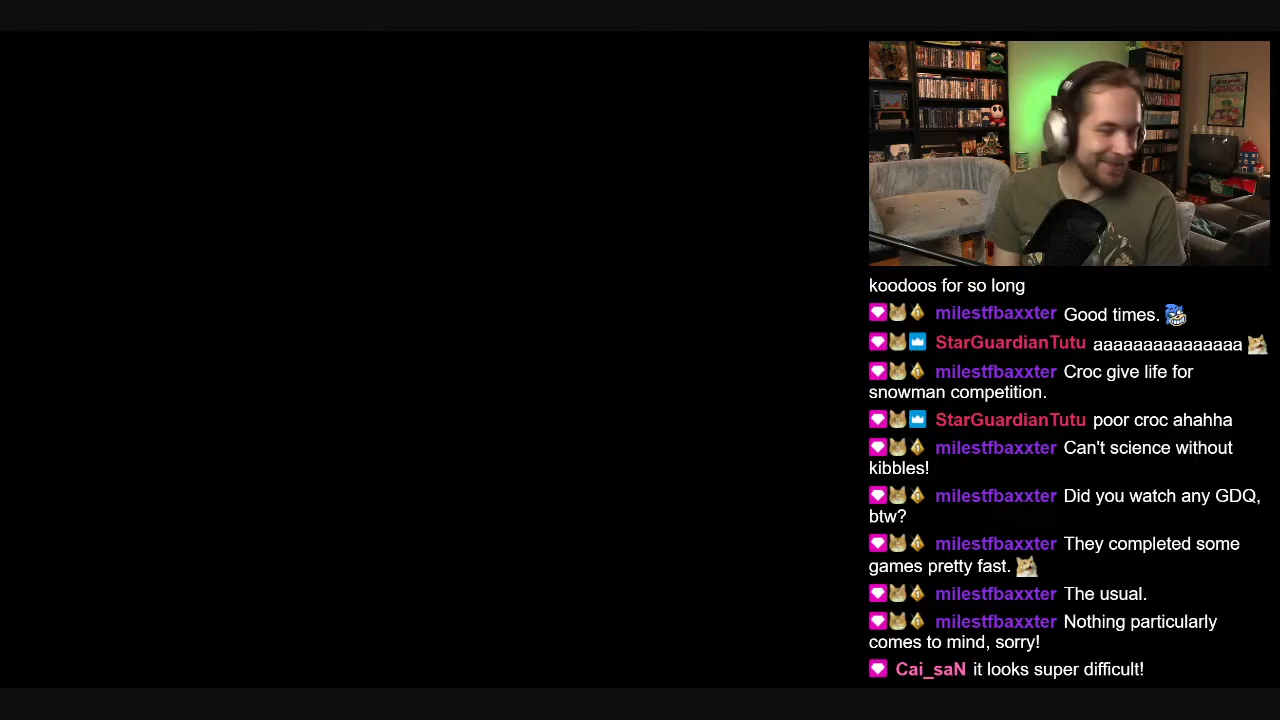 koodoos for so long
milestfbaxxter Good times.
StarGuardianTutu aaaaaaaaaaaaaaa
milestfbaxxter Croc give life for
snowman competition.
StarGuardianTutu poor croc ahahha
milestfbaxxter Can't science without
kibbles!
milestfbaxxter Did you watch any GDQ,
btw?
milestfbaxxter They completed some
games pretty fast.
milestfbaxxter The usual.
milestfbaxxter Nothing particularly
comes to mind, sorry!
Cai_saN it looks super difficult!